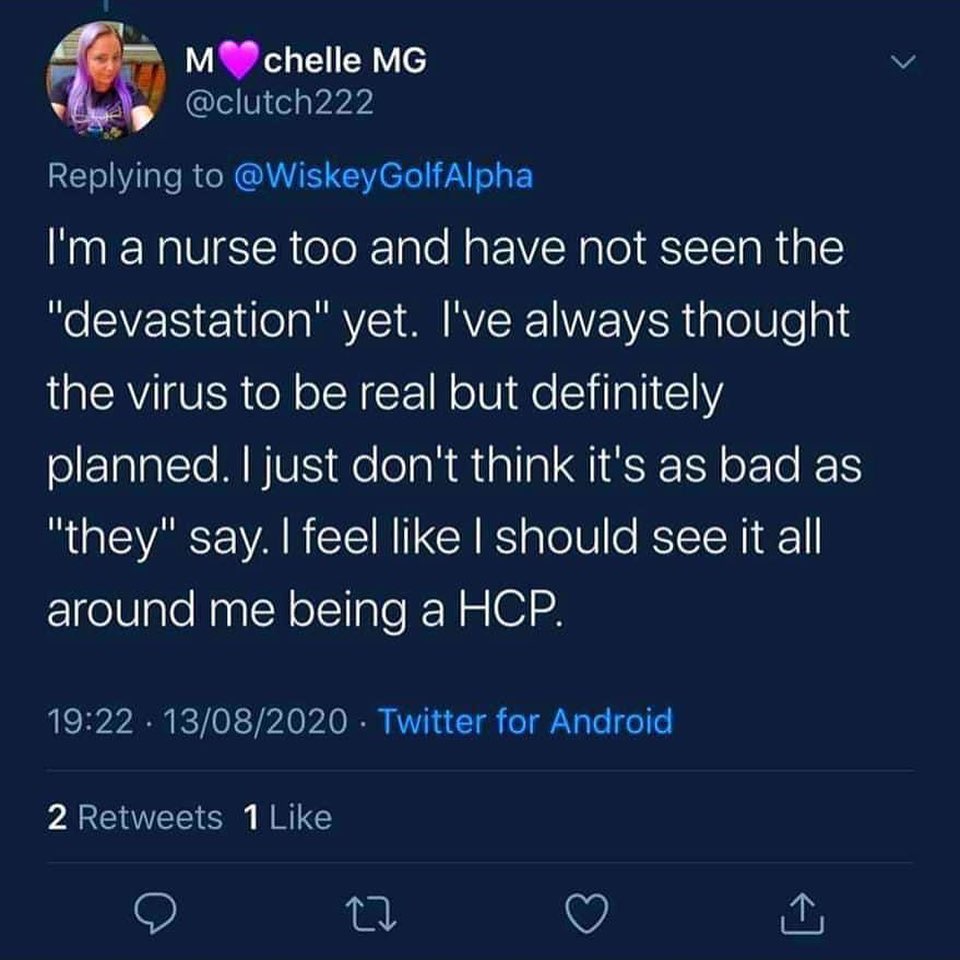 M💜chelle MG
@clutch222
Replying to @WiskeyGolfAlpha
I'm a nurse too and have not seen the
"devastation" yet.  I've always thought
the virus to be real but definitely
planned. I just don't think it's as bad as
"they" say. I feel like I should see it all
around me being a HCP.
19:22 · 13/08/2020 · Twitter for Android
2 Retweets  1 Like